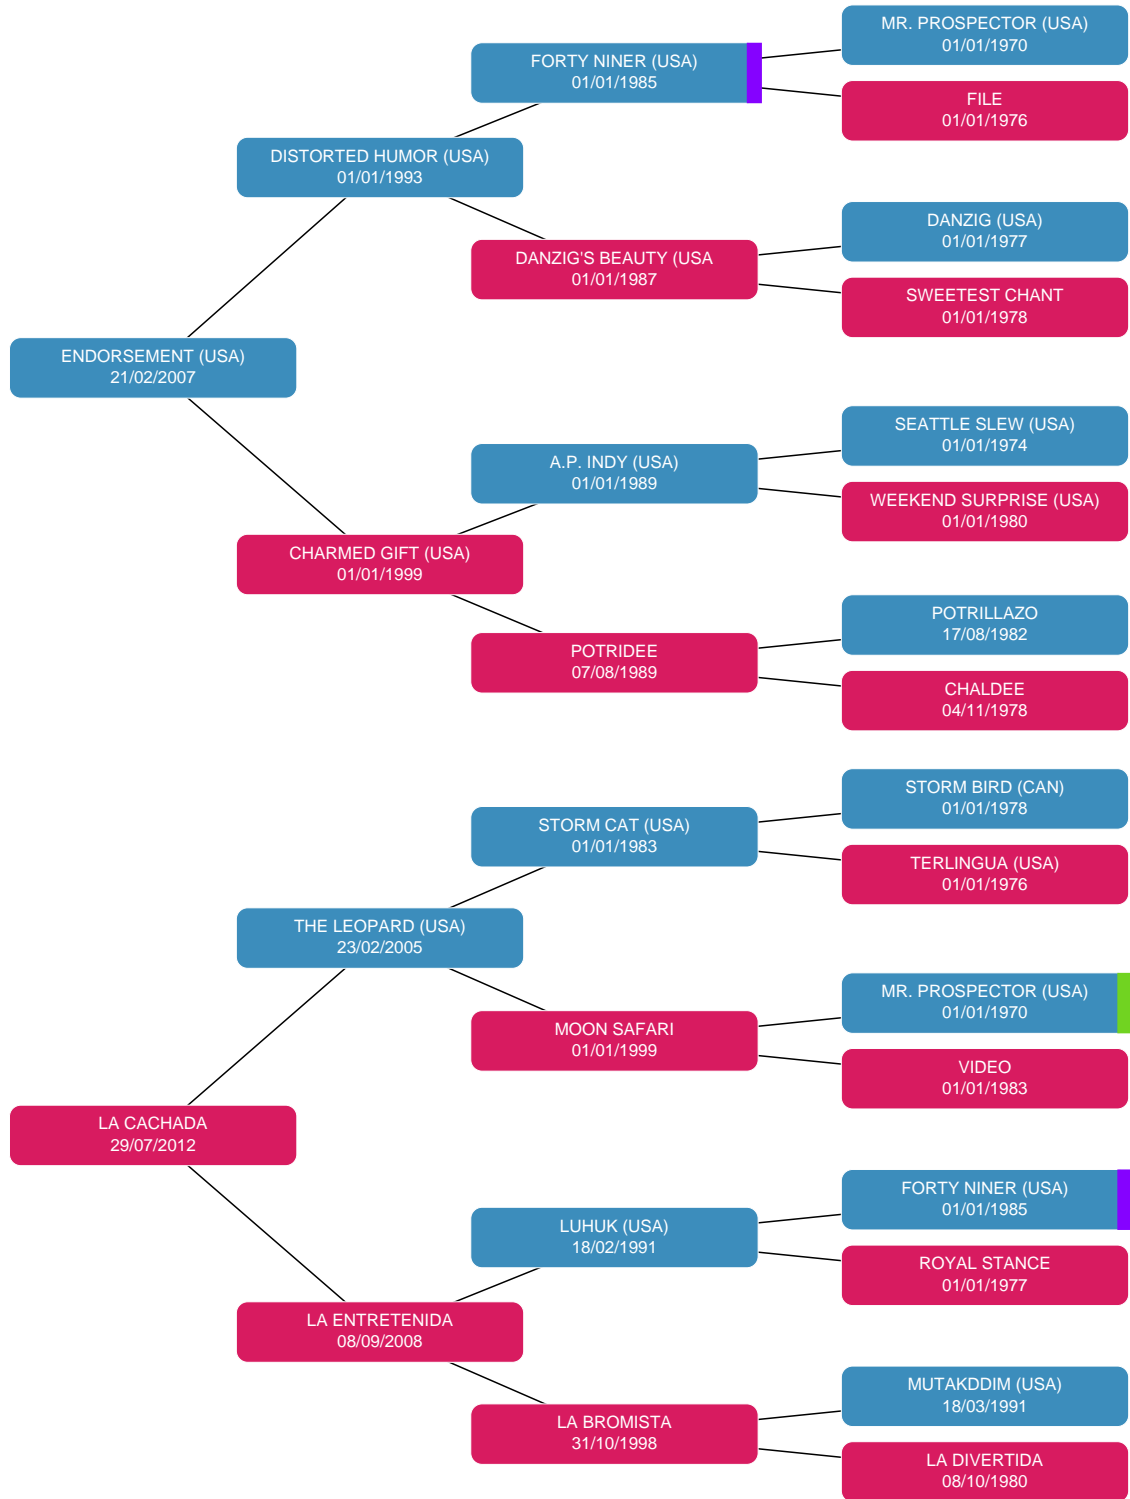 MR. PROSPECTOR (USA)
01/01/1970
FORTY NINER (USA)
01/01/1985
FILE
01/01/1976
DISTORTED HUMOR (USA)
01/01/1993
DANZIG (USA)
01/01/1977
DANZIG'S BEAUTY (USA
01/01/1987
SWEETEST CHANT
01/01/1978
ENDORSEMENT (USA)
21/02/2007
SEATTLE SLEW (USA)
01/01/1974
A.P. INDY (USA)
01/01/1989
WEEKEND SURPRISE (USA)
01/01/1980
CHARMED GIFT (USA)
01/01/1999
POTRILLAZO
17/08/1982
POTRIDEE
07/08/1989
CHALDEE
04/11/1978
STORM BIRD (CAN)
01/01/1978
STORM CAT (USA)
01/01/1983
TERLINGUA (USA)
01/01/1976
THE LEOPARD (USA)
23/02/2005
MR. PROSPECTOR (USA)
01/01/1970
MOON SAFARI
01/01/1999
VIDEO
01/01/1983
LA CACHADA
29/07/2012
FORTY NINER (USA)
01/01/1985
LUHUK (USA)
18/02/1991
ROYAL STANCE
01/01/1977
LA ENTRETENIDA
08/09/2008
MUTAKDDIM (USA)
18/03/1991
LA BROMISTA
31/10/1998
LA DIVERTIDA
08/10/1980